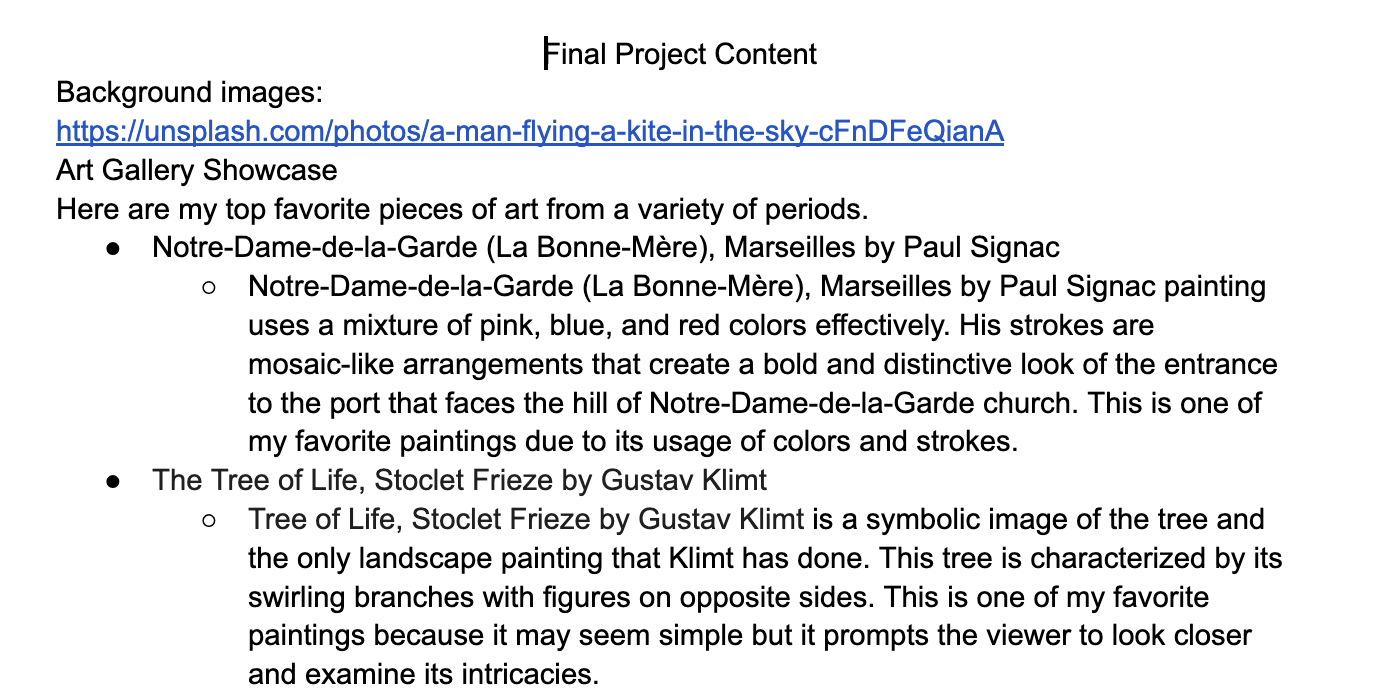 Final Project Content
Background images:
https://unsplash.com/photos/a-man-flying-a-kite-in-the-sky-cFnDFeQianA
Art Gallery Showcase
Here are my top favorite pieces of art from a variety of periods.
● Notre-Dame-de-la-Garde (La Bonne-Mère), Marseilles by Paul Signac
○ Notre-Dame-de-la-Garde (La Bonne-Mère), Marseilles by Paul Signac painting
uses a mixture of pink, blue, and red colors effectively. His strokes are
mosaic-like arrangements that create a bold and distinctive look of the entrance
to the port that faces the hill of Notre-Dame-de-la-Garde church. This is one of
my favorite paintings due to its usage of colors and strokes.
● The Tree of Life, Stoclet Frieze by Gustav Klimt
○ Tree of Life, Stoclet Frieze by Gustav Klimt is a symbolic image of the tree and
the only landscape painting that Klimt has done. This tree is characterized by its
swirling branches with figures on opposite sides. This is one of my favorite
paintings because it may seem simple but it prompts the viewer to look closer
and examine its intricacies.